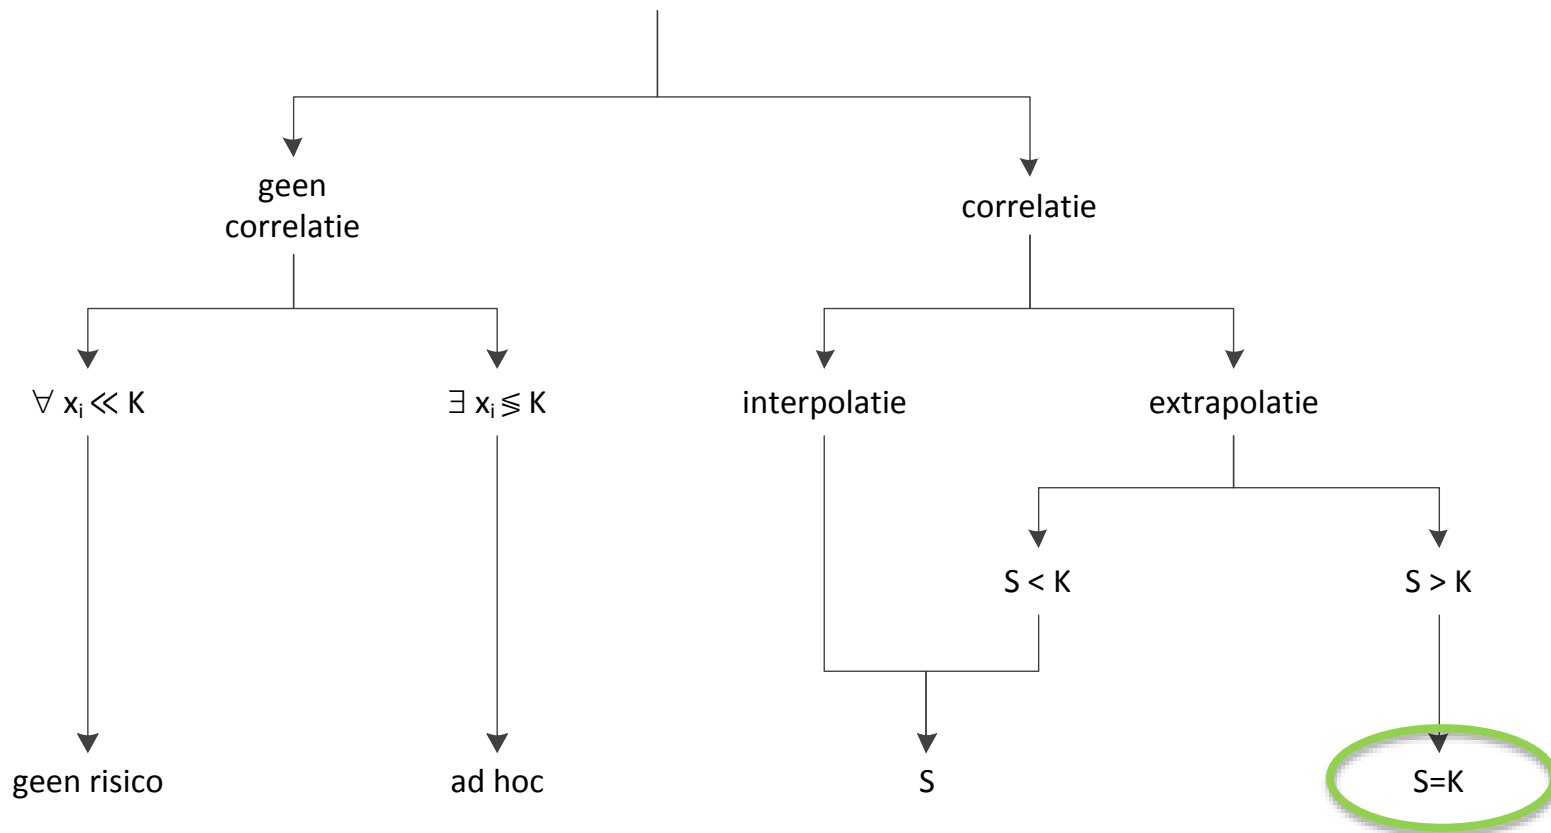 geen
correlatie
correlatie
∀ xᵢ ≪ K
∃ xᵢ ≶ K
interpolatie
extrapolatie
S < K
S > K
geen risico
ad hoc
S
S=K